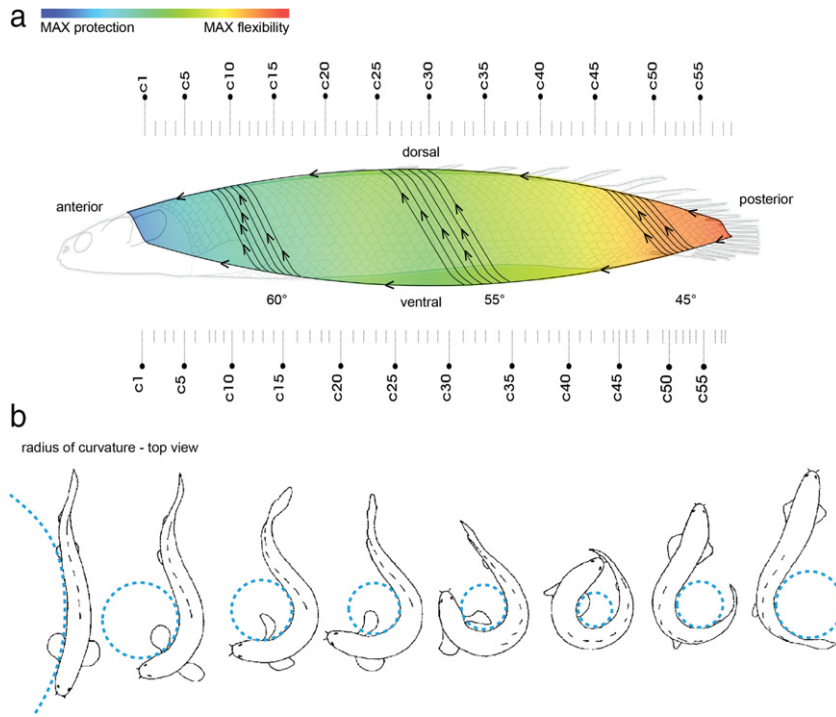 a
MAX protection MAX flexibility
c1 c5 c10 c15 c20 c25 c30 c35 c40 c45 c50 c55
dorsal
anterior posterior
60° ventral 55° 45°
c1 c5 c10 c15 c20 c25 c30 c35 c40 c45 c50 c55
b
radius of curvature - top view